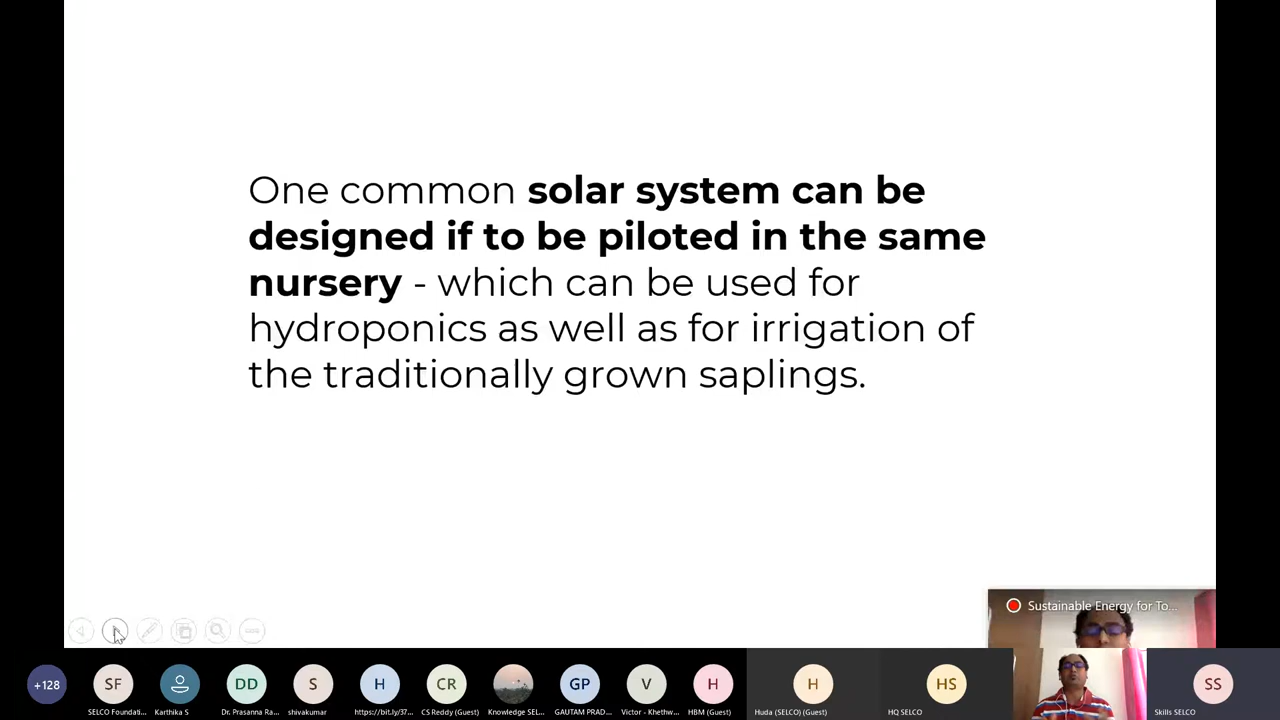 One common solar system can be
designed if to be piloted in the same
nursery - which can be used for
hydroponics as well as for irrigation of
the traditionally grown saplings.
Sustainable Energy for To...
+128
SF
DD
S
H
CR
GP
V
H
H
HS
SS
SELCO Foundati...
Karthika S
Dr. Prasanna Ra...
shivakumar
https://bit.ly/37...
CS Reddy (Guest)
Knowledge SEL...
GAUTAM PRAD...
Victor - Khethw...
HBM (Guest)
Huda (SELCO) (Guest)
HQ SELCO
Skills SELCO